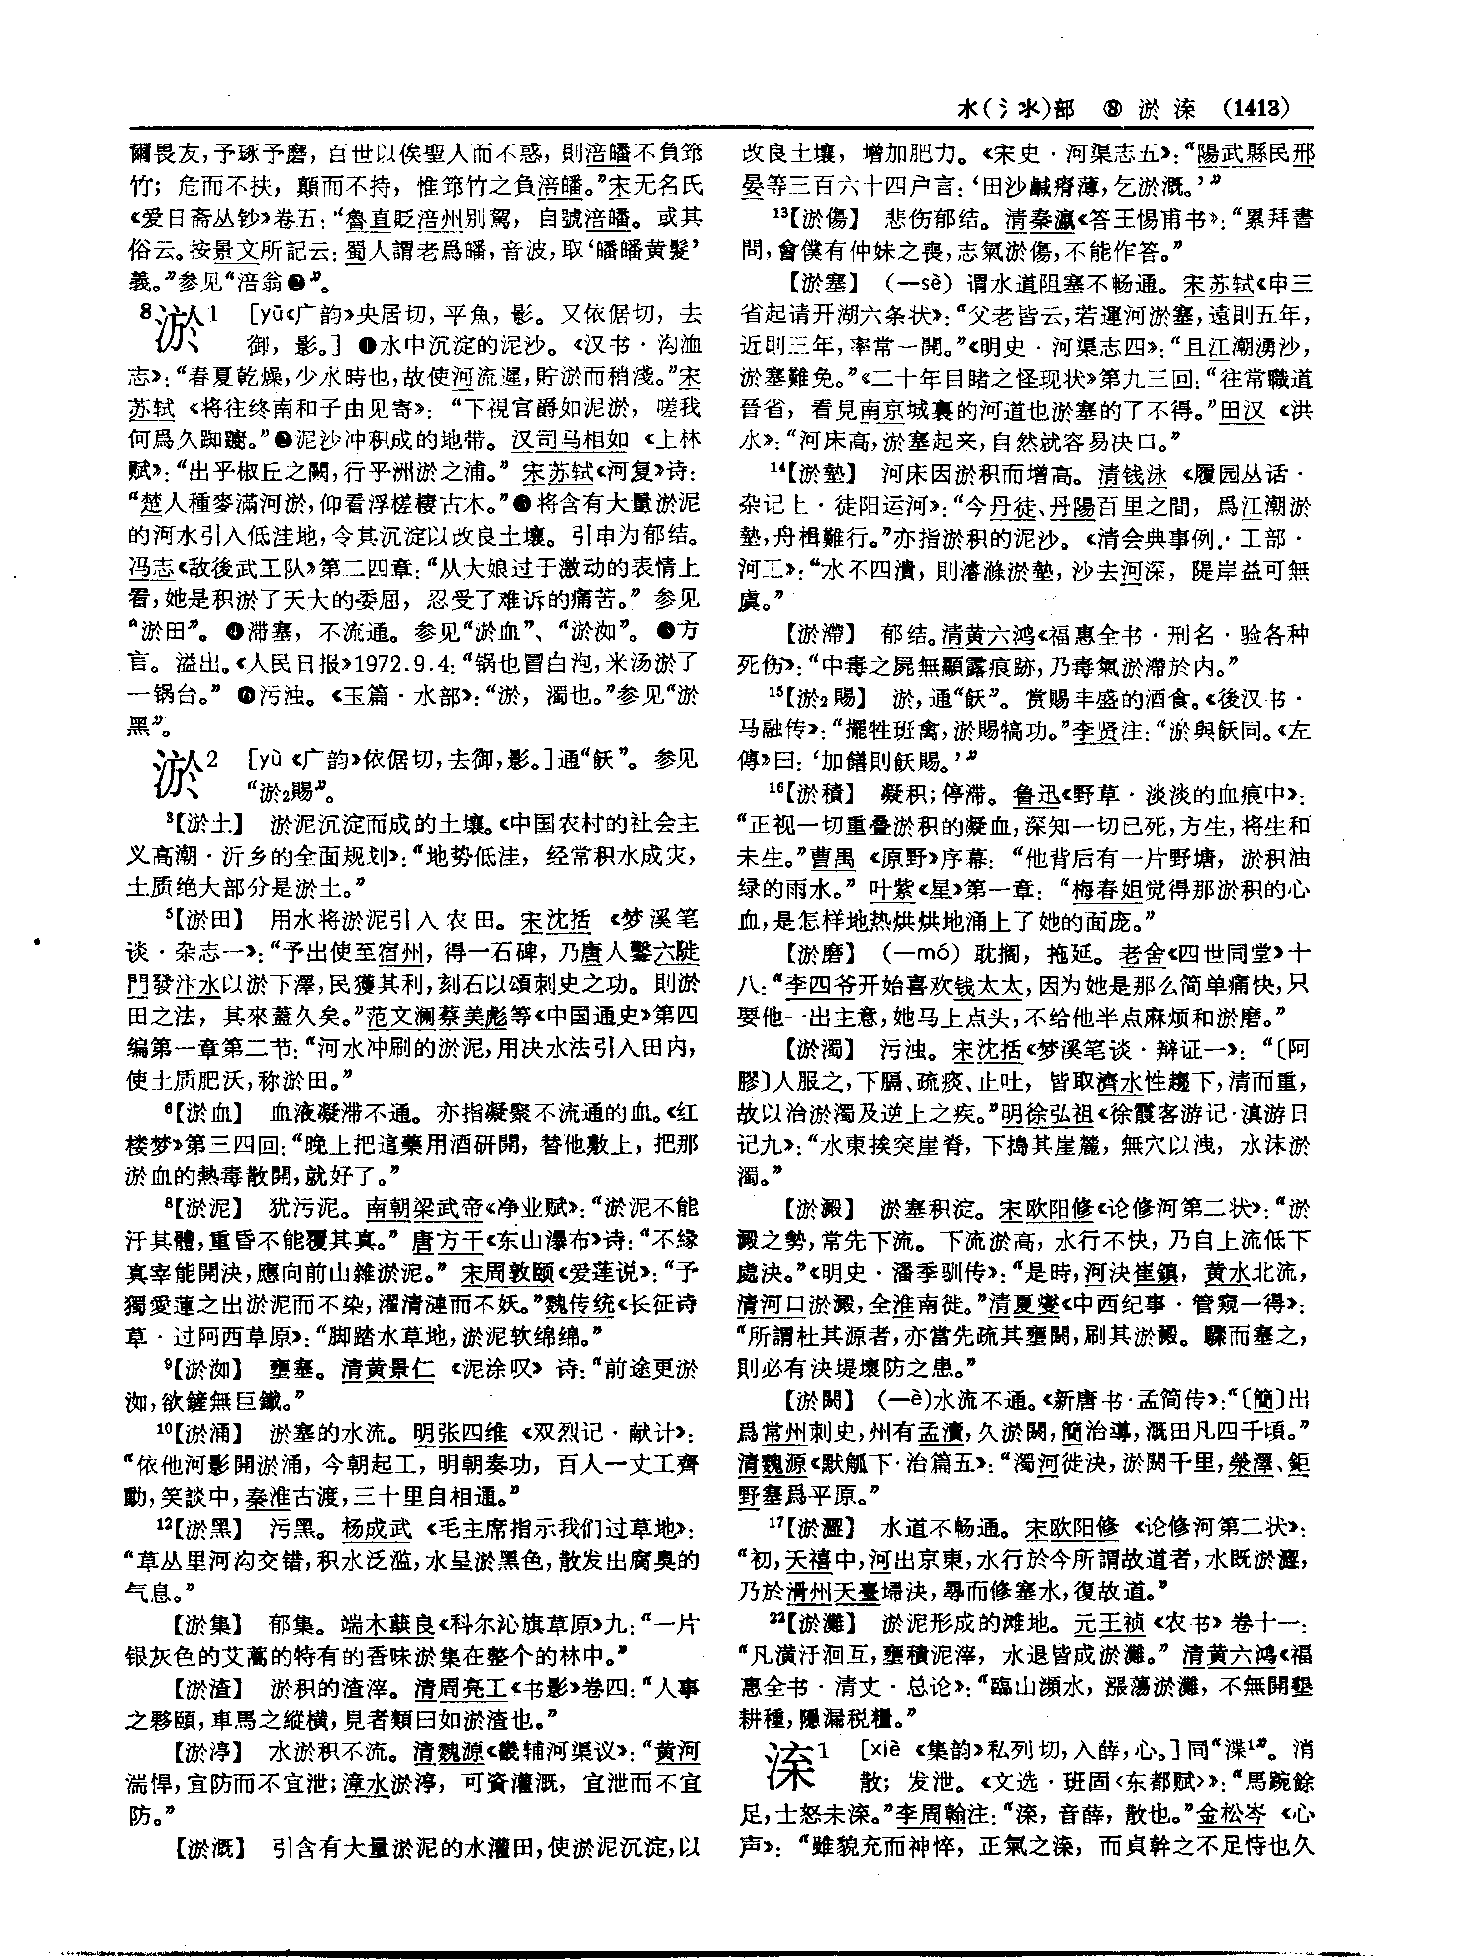 水(氵氺)部 ⑧ 淤 㴽 (1413)
爾畏友,予琢予磨，百世以俟聖人而不惑，則涪皤不負筇
竹；危而不扶，顛而不持，惟筇竹之負涪皤。”宋无名氏
《爱日斋丛钞》卷五：“魯直貶涪州别駕，自號涪皤。或其
俗云。按景文所記云：蜀人謂老爲皤，音波，取‘皤皤黄髮’
義。”参见“涪翁❷”。
8淤1 [yū《广韵》央居切，平魚，影。又依倨切，去
御，影。] ❶水中沉淀的泥沙。《汉书·沟洫
志》：“春夏乾燥，少水時也，故使河流遲，貯淤而稍淺。”宋
苏轼《将往终南和子由见寄》：“下視官爵如泥淤，嗟我
何爲久踟躕。”❷泥沙冲积成的地带。汉司马相如《上林
赋》：“出乎椒丘之闕，行乎洲淤之浦。”宋苏轼《河复》诗：
“楚人種麥滿河淤，仰看浮槎棲古木。”❸将含有大量淤泥
的河水引入低洼地，令其沉淀以改良土壤。引申为郁结。
冯志《敌後武工队》第二四章：“从大娘过于激动的表情上
看，她是积淤了天大的委屈，忍受了难诉的痛苦。”参见
“淤田”。❹滞塞，不流通。参见“淤血”、“淤沏”。❺方
言。溢出。《人民日报》1972.9.4：“锅也冒白泡，米汤淤了
一锅台。”❻污浊。《玉篇·水部》：“淤，濁也。”参见“淤
黑”。
淤2 [yù《广韵》依倨切，去御，影。]通“飫”。参见
“淤2賜”。
3【淤土】 淤泥沉淀而成的土壤。《中国农村的社会主
义高潮·沂乡的全面规划》：“地势低洼，经常积水成灾，
土质绝大部分是淤土。”
5【淤田】 用水将淤泥引入农田。宋沈括《梦溪笔
谈·杂志一》：“予出使至宿州，得一石碑，乃唐人鑿六陡
門發汴水以淤下澤，民獲其利，刻石以頌刺史之功。則淤
田之法，其來蓋久矣。”范文澜蔡美彪等《中国通史》第四
编第一章第二节：“河水冲刷的淤泥，用决水法引入田内，
使土质肥沃，称淤田。”
6【淤血】 血液凝滞不通。亦指凝聚不流通的血。《红
楼梦》第三四回：“晚上把這藥用酒研開，替他敷上，把那
淤血的熱毒散開，就好了。”
8【淤泥】 犹污泥。南朝梁武帝《净业赋》：“淤泥不能
汙其體，重昏不能覆其真。”唐方干《东山瀑布》诗：“不緣
真宰能開決，應向前山雜淤泥。”宋周敦颐《爱莲说》：“予
獨愛蓮之出淤泥而不染，濯清漣而不妖。”魏传统《长征诗
草·过阿西草原》：“脚踏水草地，淤泥软绵绵。”
9【淤沏】 壅塞。清黄景仁《泥涂叹》诗：“前途更淤
沏，欲鏟無巨鐵。”
10【淤涌】 淤塞的水流。明张四维《双烈记·献计》：
“依他河影開淤涌，今朝起工，明朝奏功，百人一丈工齊
動，笑談中，秦淮古渡，三十里自相通。”
12【淤黑】 污黑。杨成武《毛主席指示我们过草地》：
“草丛里河沟交错，积水泛滥，水呈淤黑色，散发出腐臭的
气息。”
【淤集】 郁集。端木蕻良《科尔沁旗草原》九：“一片
银灰色的艾蒿的特有的香味淤集在整个的林中。”
【淤渣】 淤积的渣滓。清周亮工《书影》卷四：“人事
之夥頤，車馬之縱横，見者類曰如淤渣也。”
【淤渟】 水淤积不流。清魏源《畿辅河渠议》：“黄河
湍悍，宜防而不宜泄；漳水淤渟，可資灌溉，宜泄而不宜
防。”
【淤溉】 引含有大量淤泥的水灌田，使淤泥沉淀，以
改良土壤，增加肥力。《宋史·河渠志五》：“陽武縣民邢
晏等三百六十四户言：‘田沙鹹瘠薄，乞淤溉。’”
13【淤傷】 悲伤郁结。清秦瀛《答王惕甫书》：“累拜書
問，會僕有仲妹之喪，志氣淤傷，不能作答。”
【淤塞】 （—sè）谓水道阻塞不畅通。宋苏轼《申三
省起请开湖六条状》：“父老皆云，若運河淤塞，遠則五年，
近則三年，率常一開。”《明史·河渠志四》：“且江潮湧沙，
淤塞難免。”《二十年目睹之怪现状》第九三回：“往常職道
晉省，看見南京城裏的河道也淤塞的了不得。”田汉《洪
水》：“河床高，淤塞起来，自然就容易决口。”
14【淤墊】 河床因淤积而增高。清钱泳《履园丛话·
杂记上·徒阳运河》：“今丹徒、丹陽百里之間，爲江潮淤
墊，舟楫難行。”亦指淤积的泥沙。《清会典事例·工部·
河工》：“水不四潰，則濬滌淤墊，沙去河深，隄岸益可無
虞。”
【淤滯】 郁结。清黄六鸿《福惠全书·刑名·验各种
死伤》：“中毒之屍無顯露痕跡，乃毒氣淤滯於内。”
15【淤2賜】 淤，通“飫”。赏赐丰盛的酒食。《後汉书·
马融传》：“擺牲班禽，淤賜犒功。”李贤注：“淤與飫同。《左
傳》曰：‘加饍則飫賜。’”
16【淤積】 凝积；停滞。鲁迅《野草·淡淡的血痕中》：
“正视一切重叠淤积的凝血，深知一切已死，方生，将生和
未生。”曹禺《原野》序幕：“他背后有一片野塘，淤积油
绿的雨水。”叶紫《星》第一章：“梅春姐觉得那淤积的心
血，是怎样地热烘烘地涌上了她的面庞。”
【淤磨】 （—mó）耽搁，拖延。老舍《四世同堂》十
八：“李四爷开始喜欢钱太太，因为她是那么简单痛快，只
要他一出主意，她马上点头，不给他半点麻烦和淤磨。”
【淤濁】 污浊。宋沈括《梦溪笔谈·辩证一》：“〔阿
膠〕人服之，下膈、疏痰、止吐，皆取濟水性趨下，清而重，
故以治淤濁及逆上之疾。”明徐弘祖《徐霞客游记·滇游日
记九》：“水東挨突崖脊，下搗其崖麓，無穴以洩，水沫淤
濁。”
【淤澱】 淤塞积淀。宋欧阳修《论修河第二状》：“淤
澱之勢，常先下流。下流淤高，水行不快，乃自上流低下
處決。”《明史·潘季驯传》：“是時，河決崔鎮，黄水北流，
清河口淤澱，全淮南徙。”清夏燮《中西纪事·管窥一得》：
“所謂杜其源者，亦當先疏其壅閼，刷其淤澱。驟而塞之，
則必有決堤壞防之患。”
【淤閼】 （—è）水流不通。《新唐书·孟简传》：“〔簡〕出
爲常州刺史，州有孟瀆，久淤閼，簡治導，溉田凡四千頃。”
清魏源《默觚下·治篇五》：“濁河徙決，淤閼千里，滎澤、鉅
野塞爲平原。”
17【淤澀】 水道不畅通。宋欧阳修《论修河第二状》：
“初，天禧中，河出京東，水行於今所謂故道者，水既淤澀，
乃於滑州天臺埽決，尋而修塞水，復故道。”
22【淤灘】 淤泥形成的滩地。元王祯《农书》卷十一：
“凡潢汙洄互，壅積泥滓，水退皆成淤灘。”清黄六鸿《福
惠全书·清丈·总论》：“臨山瀕水，漲蕩淤灘，不無開墾
耕種，隱漏税糧。”
㴽1 [xiè《集韵》私列切，入薛，心。]同“渫1”。消
散；发泄。《文选·班固〈东都赋〉》：“馬踠餘
足，士怒未㴽。”李周翰注：“㴽，音薛，散也。”金松岑《心
声》：“雖貌充而神悴，正氣之㴽，而貞幹之不足恃也久